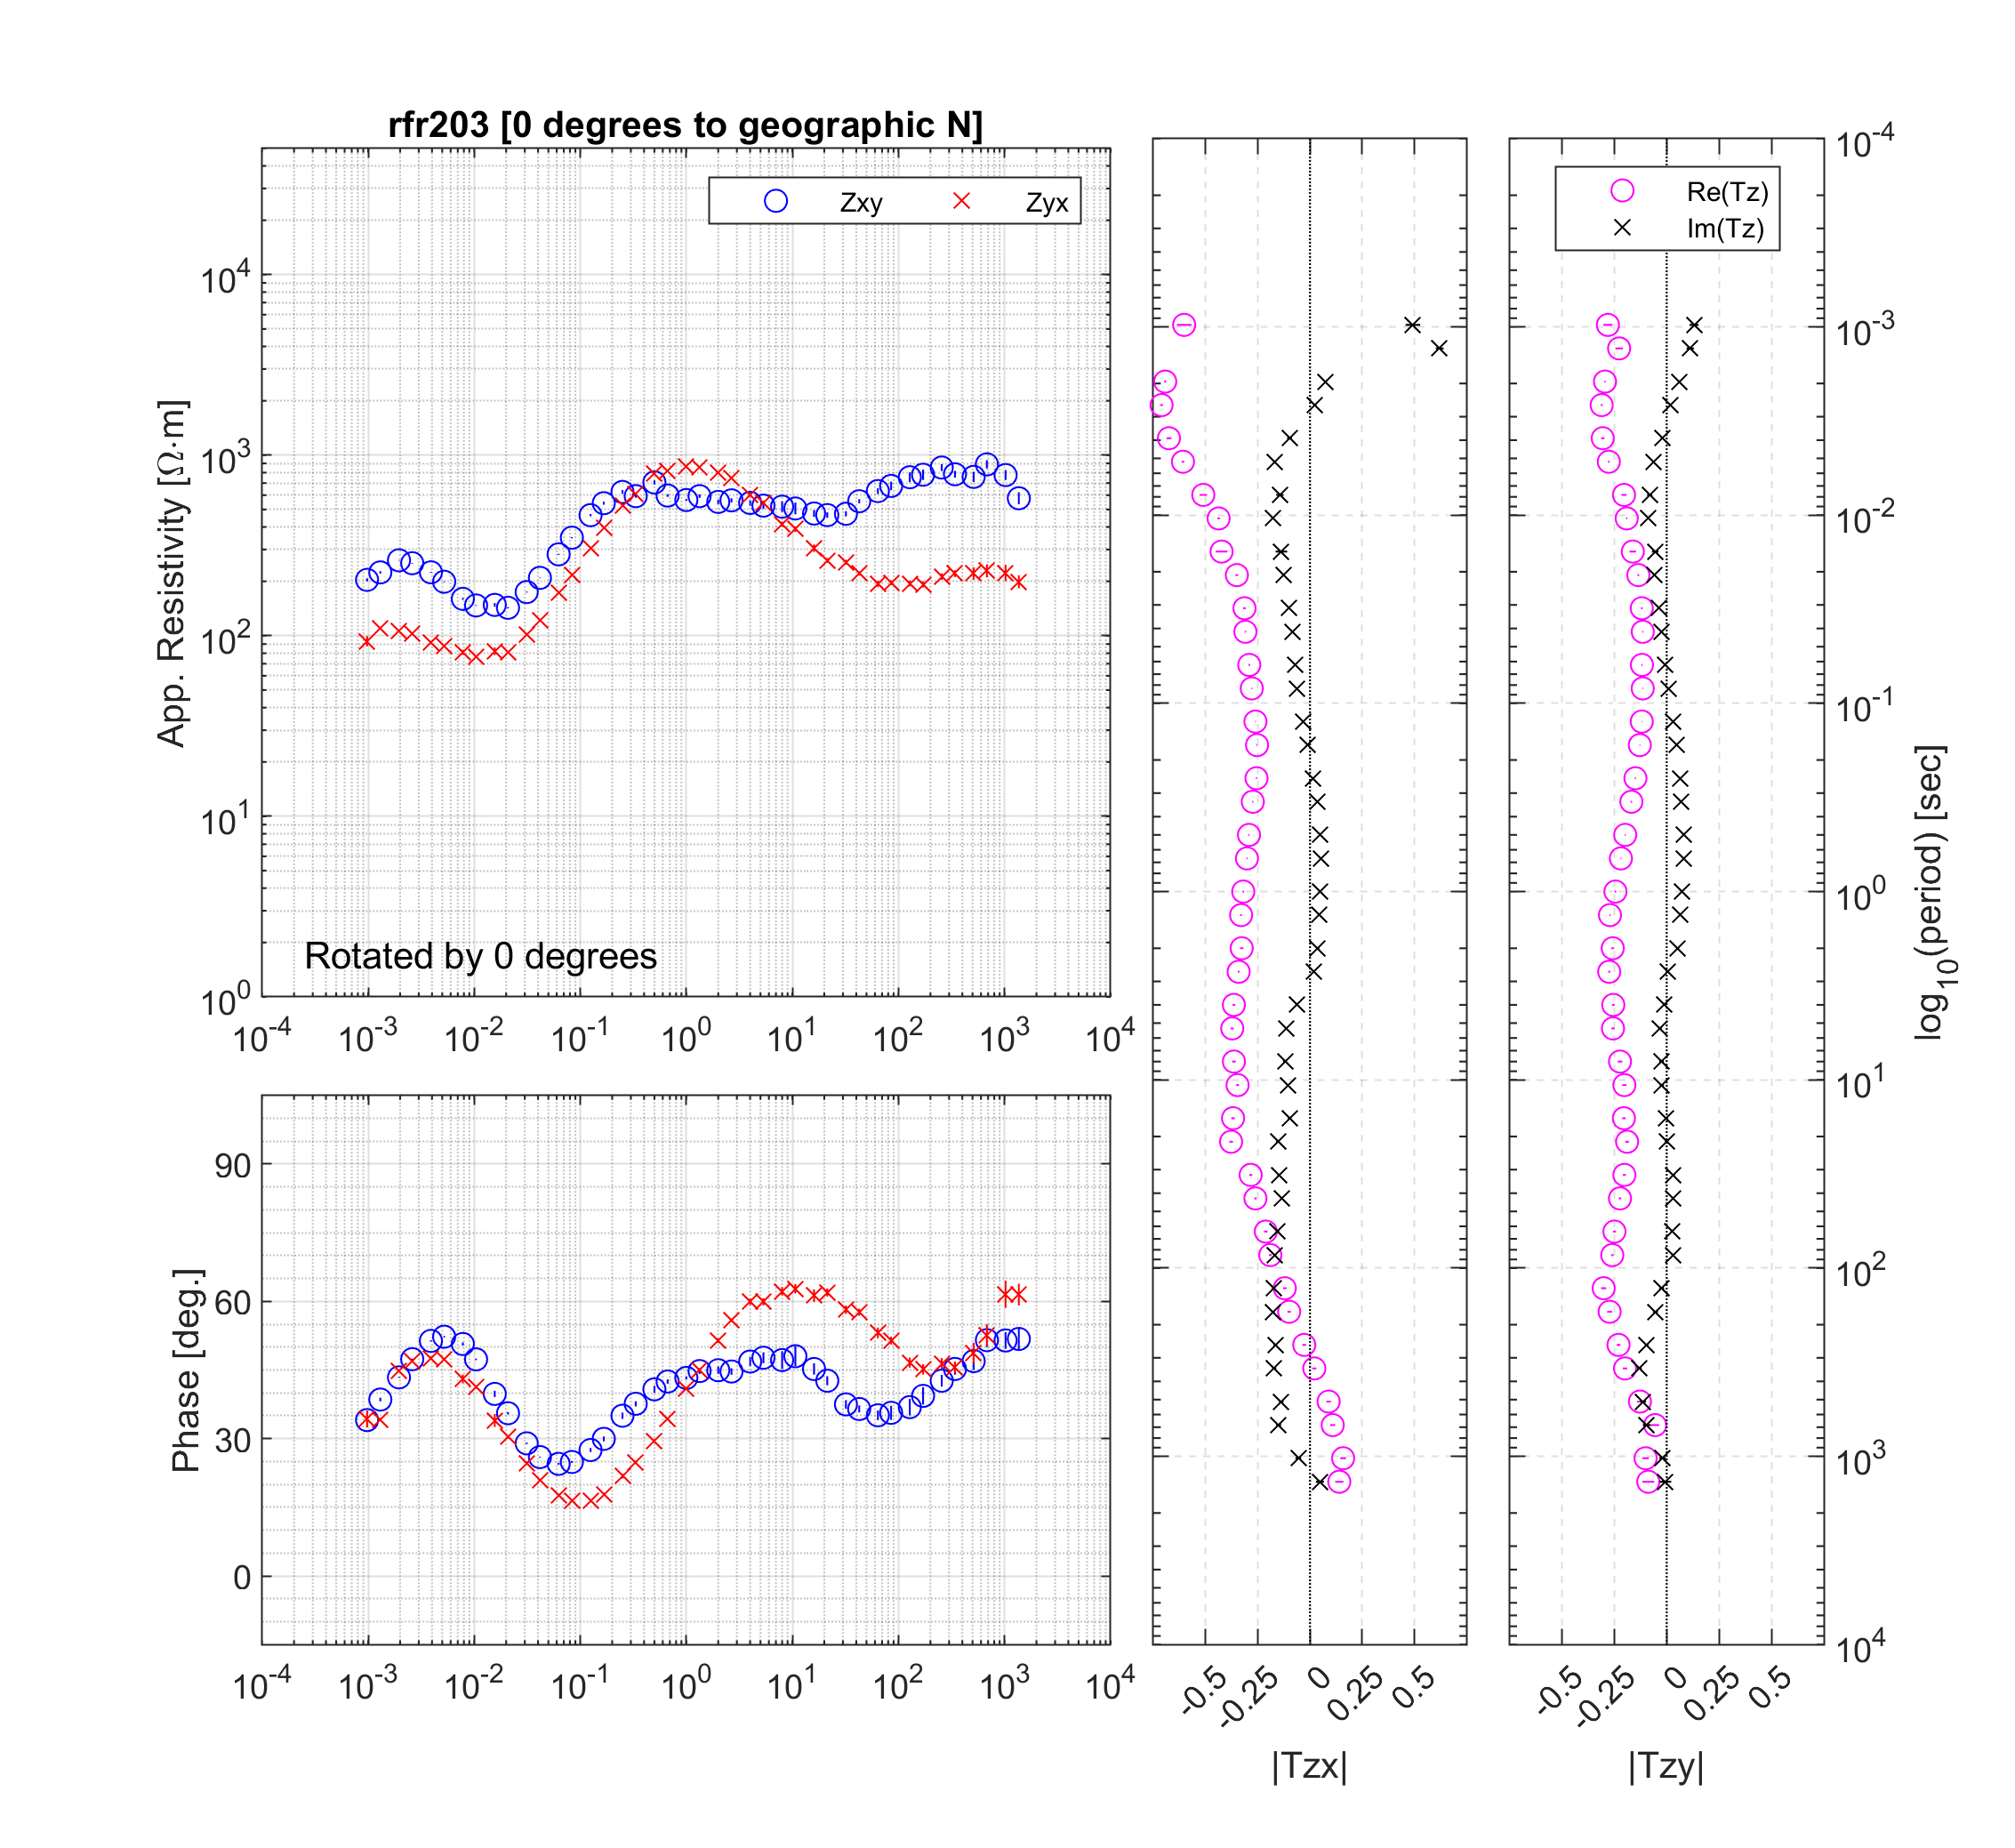 rfr203 [0 degrees to geographic N]
Zxy Zyx
App. Resistivity [Ω·m]
10^4
10^3
10^2
10^1
10^0
Rotated by 0 degrees
10^-4 10^-3 10^-2 10^-1 10^0 10^1 10^2 10^3 10^4
Phase [deg.]
90
60
30
0
10^-4 10^-3 10^-2 10^-1 10^0 10^1 10^2 10^3 10^4
-0.5 -0.25 0 0.25 0.5
|Tzx|
Re(Tz)
Im(Tz)
10^-4
10^-3
10^-2
10^-1
10^0
10^1
10^2
10^3
10^4
log_10(period) [sec]
-0.5 -0.25 0 0.25 0.5
|Tzy|